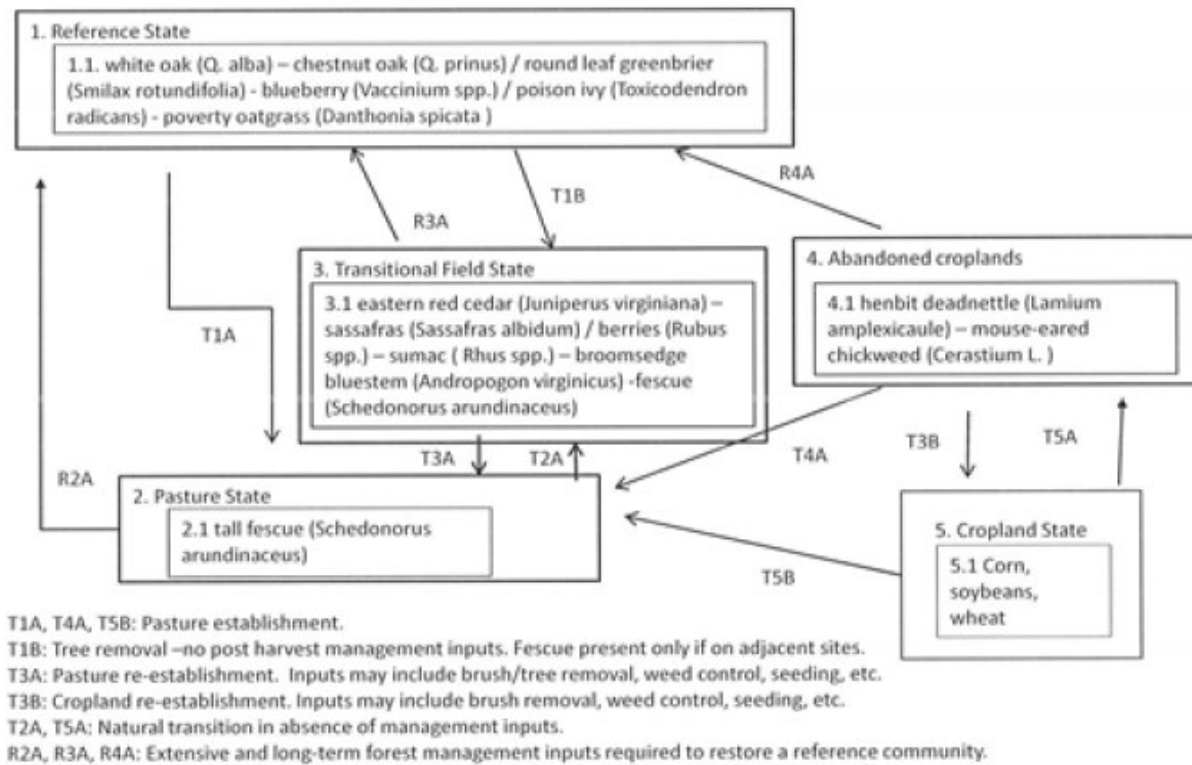 1. Reference State
1.1. white oak (Q. alba) – chestnut oak (Q. prinus) / round leaf greenbrier
(Smilax rotundifolia) - blueberry (Vaccinium spp.) / poison ivy (Toxicodendron
radicans) - poverty oatgrass (Danthonia spicata )
R4A
T1B
R3A
3. Transitional Field State
3.1 eastern red cedar (Juniperus virginiana) –
sassafras (Sassafras albidum) / berries (Rubus
spp.) – sumac ( Rhus spp.) – broomsedge
bluestem (Andropogon virginicus) -fescue
(Schedonorus arundinaceus)
4. Abandoned croplands
4.1 henbit deadnettle (Lamium
amplexicaule) – mouse-eared
chickweed (Cerastium L. )
T1A
T3A
T2A
T4A
T3B
T5A
R2A
2. Pasture State
2.1 tall fescue (Schedonorus
arundinaceus)
T5B
5. Cropland State
5.1 Corn,
soybeans,
wheat
T1A, T4A, T5B: Pasture establishment.
T1B: Tree removal –no post harvest management inputs. Fescue present only if on adjacent sites.
T3A: Pasture re-establishment. Inputs may include brush/tree removal, weed control, seeding, etc.
T3B: Cropland re-establishment. Inputs may include brush removal, weed control, seeding, etc.
T2A, T5A: Natural transition in absence of management inputs.
R2A, R3A, R4A: Extensive and long-term forest management inputs required to restore a reference community.